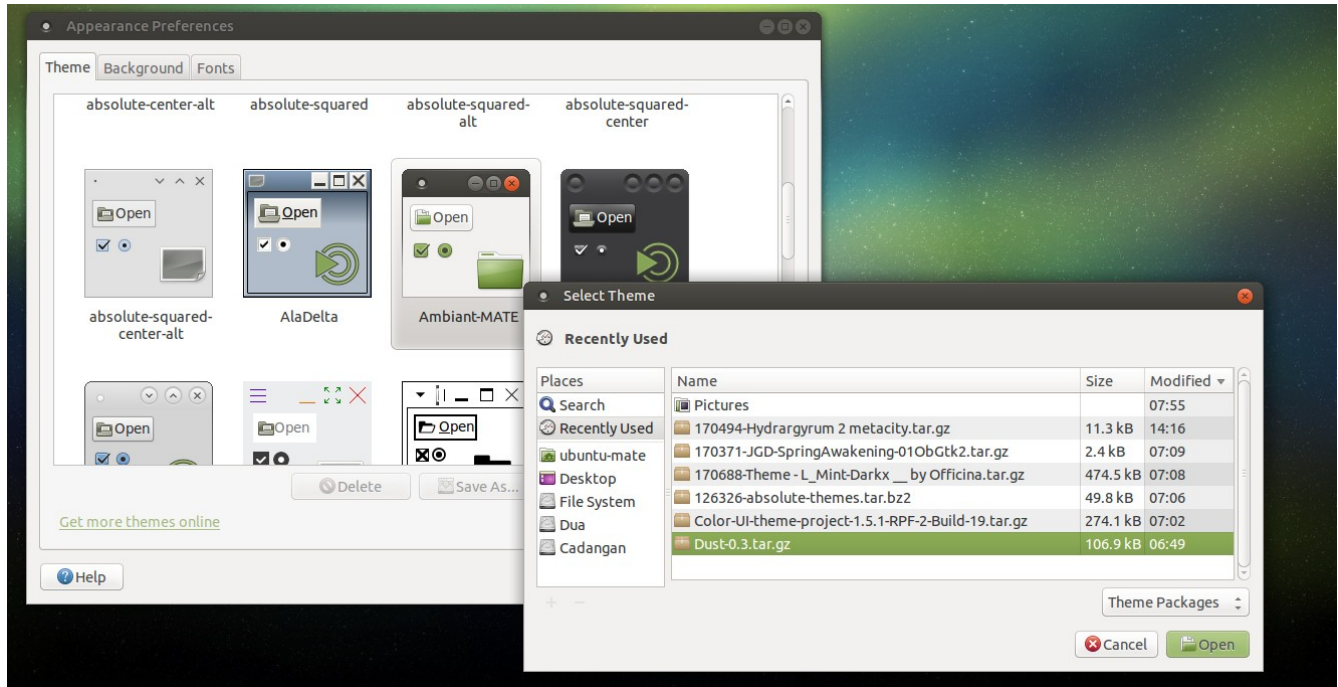 Appearance Preferences
Theme Background Fonts
absolute-center-alt absolute-squared absolute-squared- absolute-squared-
alt center
Open Open Open Open
absolute-squared- AlaDelta Ambiant-MATE
center-alt
Open Open Open
Delete Save As...
Get more themes online
Help
Select Theme
Recently Used
Places Name Size Modified
Search Pictures 07:55
Recently Used 170494-Hydrargyrum 2 metacity.tar.gz 11.3 kB 14:16
ubuntu-mate 170371-JGD-SpringAwakening-01ObGtk2.tar.gz 2.4 kB 07:09
Desktop 170688-Theme - L_Mint-Darkx __ by Officina.tar.gz 474.5 kB 07:08
File System 126326-absolute-themes.tar.bz2 49.8 kB 07:06
Dua Color-UI-theme-project-1.5.1-RPF-2-Build-19.tar.gz 274.1 kB 07:02
Cadangan Dust-0.3.tar.gz 106.9 kB 06:49
Theme Packages
Cancel Open